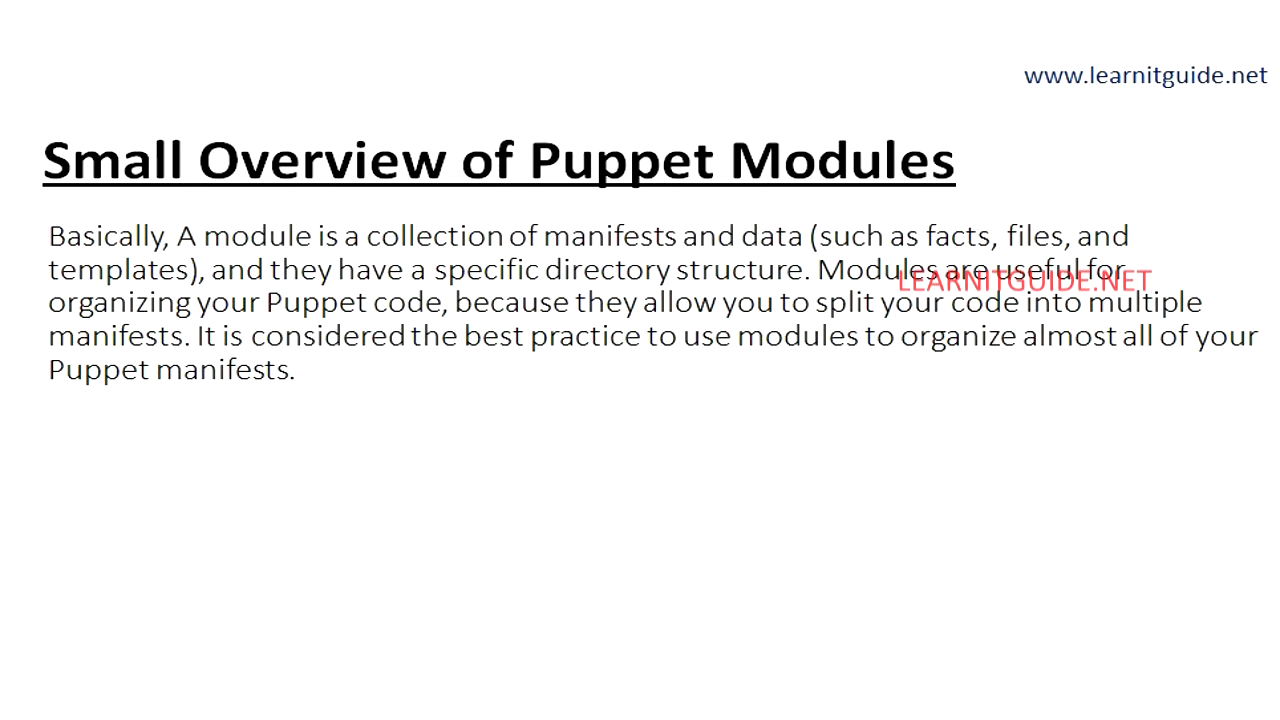 www.learnitguide.net
Small Overview of Puppet Modules
Basically, A module is a collection of manifests and data (such as facts, files, and
templates), and they have a specific directory structure. Modules are useful for
LEARNITGUIDE.NET
organizing your Puppet code, because they allow you to split your code into multiple
manifests. It is considered the best practice to use modules to organize almost all of your
Puppet manifests.